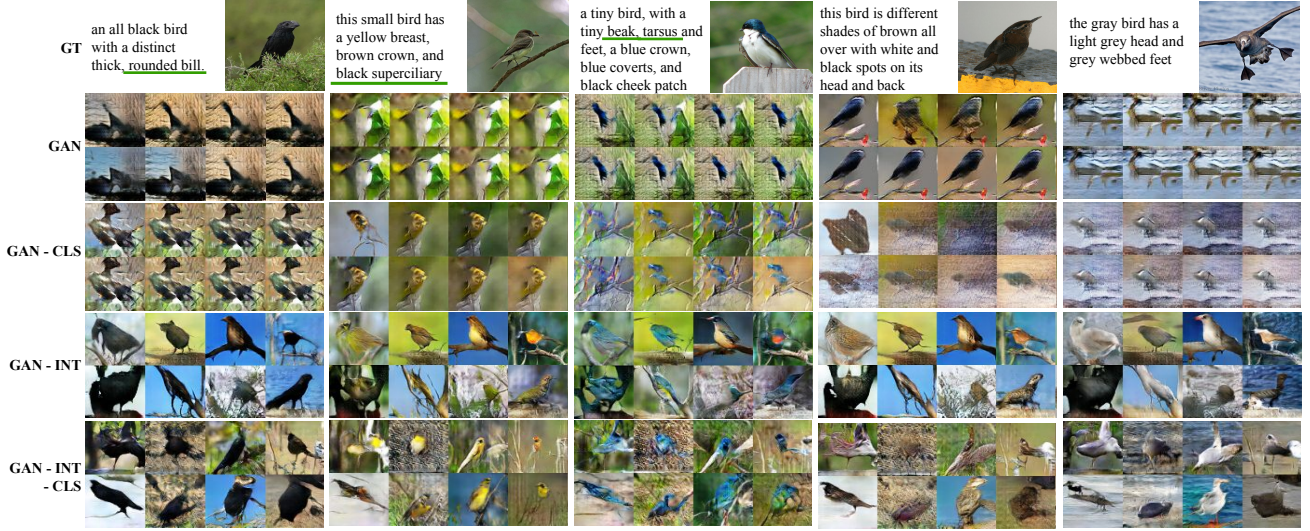 GT
an all black bird
with a distinct
thick, rounded bill.
this small bird has
a yellow breast,
brown crown, and
black superciliary
a tiny bird, with a
tiny beak, tarsus and
feet, a blue crown,
blue coverts, and
black cheek patch
this bird is different
shades of brown all
over with white and
black spots on its
head and back
the gray bird has a
light grey head and
grey webbed feet
GAN
GAN - CLS
GAN - INT
GAN - INT
- CLS